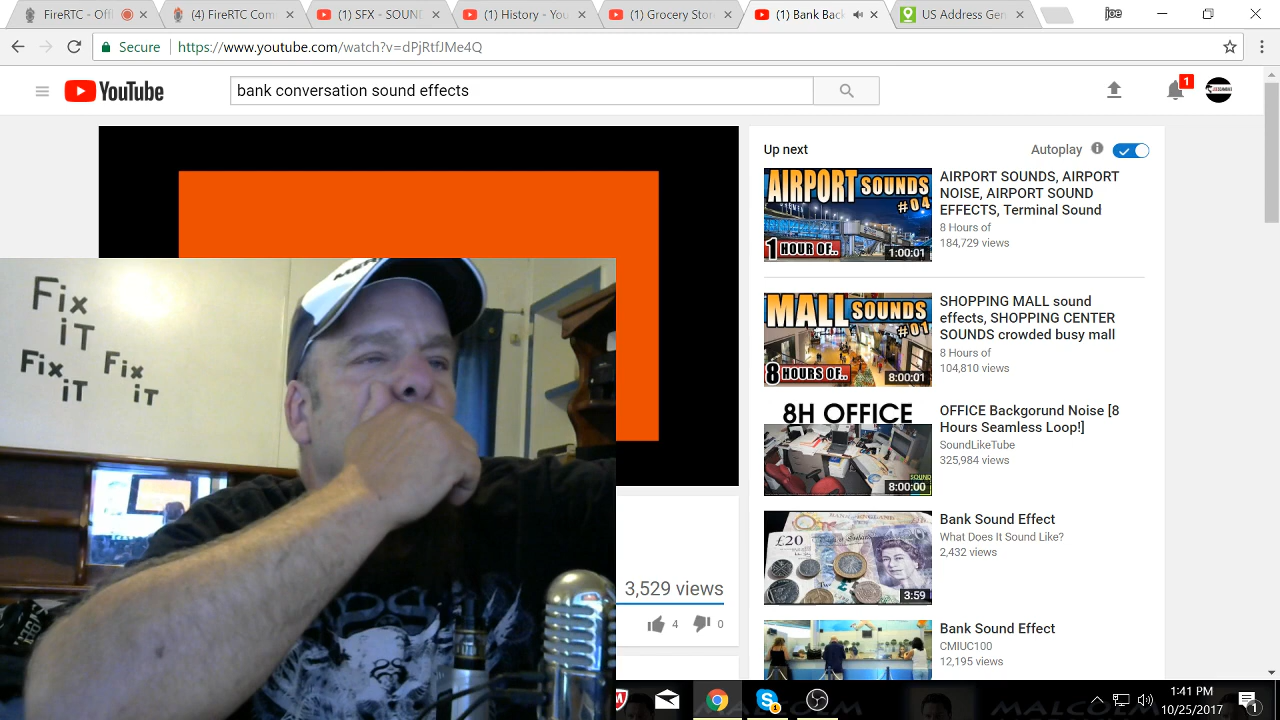 FireRTC - Off
(4) FireRTC Com
(1) SFX - SOUND
(1) History - You
(1) Grocery Stor
(1) Bank Bac
US Address Gen
joe
Secure
https://www.youtube.com/watch?v=dPjRtfJMe4Q
YouTube
bank conversation sound effects
1
Up next
Autoplay
AIRPORT SOUNDS #04
1 HOUR OF..
1:00:01
AIRPORT SOUNDS, AIRPORT
NOISE, AIRPORT SOUND
EFFECTS, Terminal Sound
8 Hours of
184,729 views
MALL SOUNDS #01
8 HOURS OF..
8:00:01
SHOPPING MALL sound
effects, SHOPPING CENTER
SOUNDS crowded busy mall
8 Hours of
104,810 views
8H OFFICE
SOUND
8:00:00
OFFICE Backgorund Noise [8
Hours Seamless Loop!]
SoundLikeTube
325,984 views
£20
3:59
Bank Sound Effect
What Does It Sound Like?
2,432 views
Bank Sound Effect
CMIUC100
12,195 views
Fix
iT
Fix
iT
Fix
iT
3,529 views
4
0
1
1:41 PM
10/25/2017
1
MALCOLM